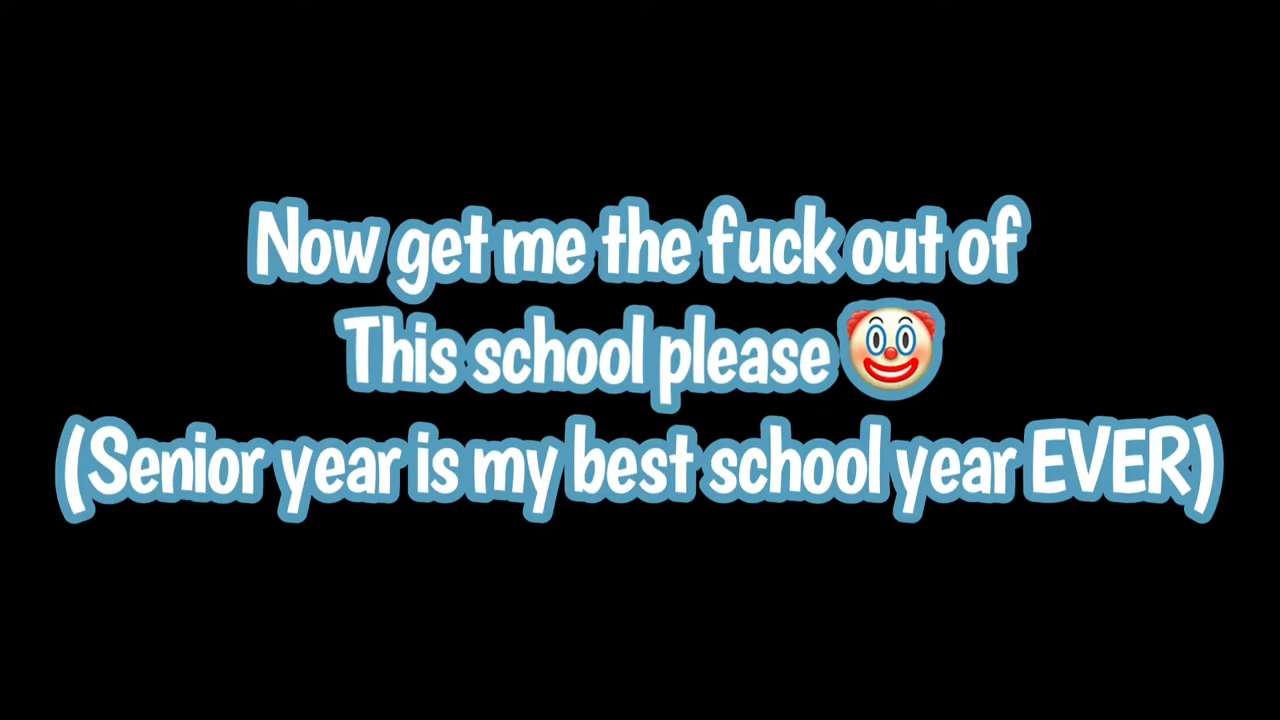 Now get me the fuck out of
This school please 🤡
(Senior year is my best school year EVER)